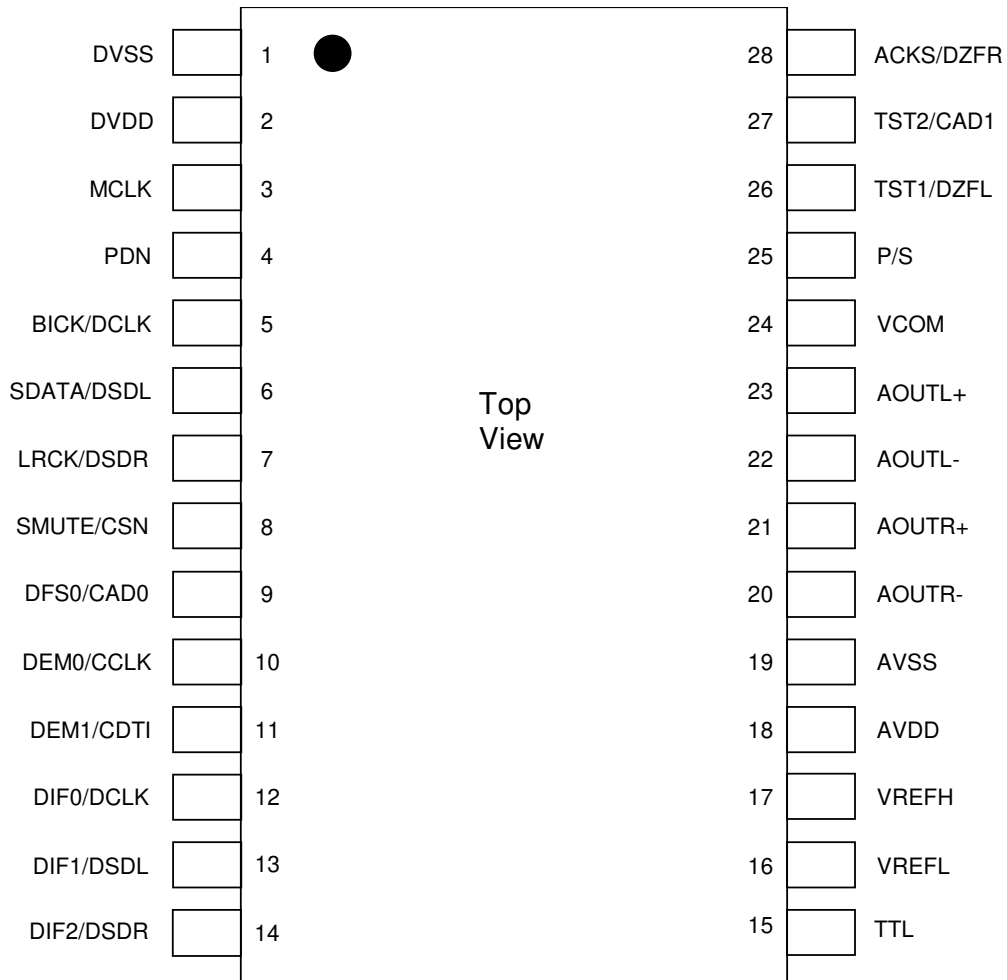 DVSS 1 28 ACKS/DZFR
DVDD 2 27 TST2/CAD1
MCLK 3 26 TST1/DZFL
PDN 4 25 P/S
BICK/DCLK 5 24 VCOM
SDATA/DSDL 6 23 AOUTL+
Top
View
LRCK/DSDR 7 22 AOUTL-
SMUTE/CSN 8 21 AOUTR+
DFS0/CAD0 9 20 AOUTR-
DEM0/CCLK 10 19 AVSS
DEM1/CDTI 11 18 AVDD
DIF0/DCLK 12 17 VREFH
DIF1/DSDL 13 16 VREFL
DIF2/DSDR 14 15 TTL